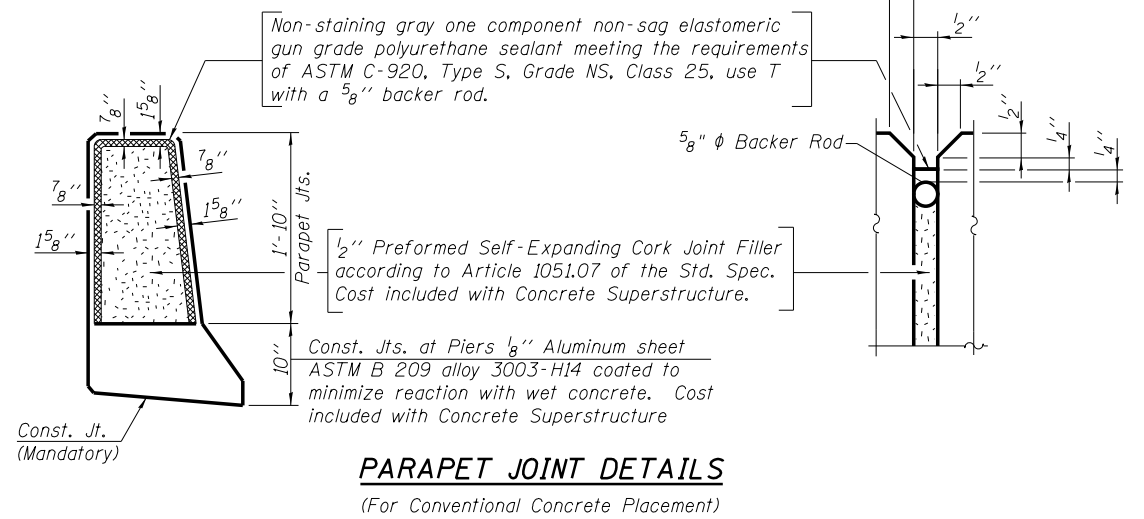 Non-staining gray one component non-sag elastomeric
gun grade polyurethane sealant meeting the requirements
of ASTM C-920, Type S, Grade NS, Class 25, use T
with a 5/8" backer rod.
7/8"
1 5/8"
1/2"
1/2"
1/2"
1/4"
1/4"
5/8" ϕ Backer Rod
7/8"
7/8"
1 5/8"
1 5/8"
1'-10"
Parapet Jts.
1/2" Preformed Self-Expanding Cork Joint Filler
according to Article 1051.07 of the Std. Spec.
Cost included with Concrete Superstructure.
10"
Const. Jts. at Piers 1/8" Aluminum sheet
ASTM B 209 alloy 3003-H14 coated to
minimize reaction with wet concrete. Cost
included with Concrete Superstructure
Const. Jt.
(Mandatory)
PARAPET JOINT DETAILS
(For Conventional Concrete Placement)